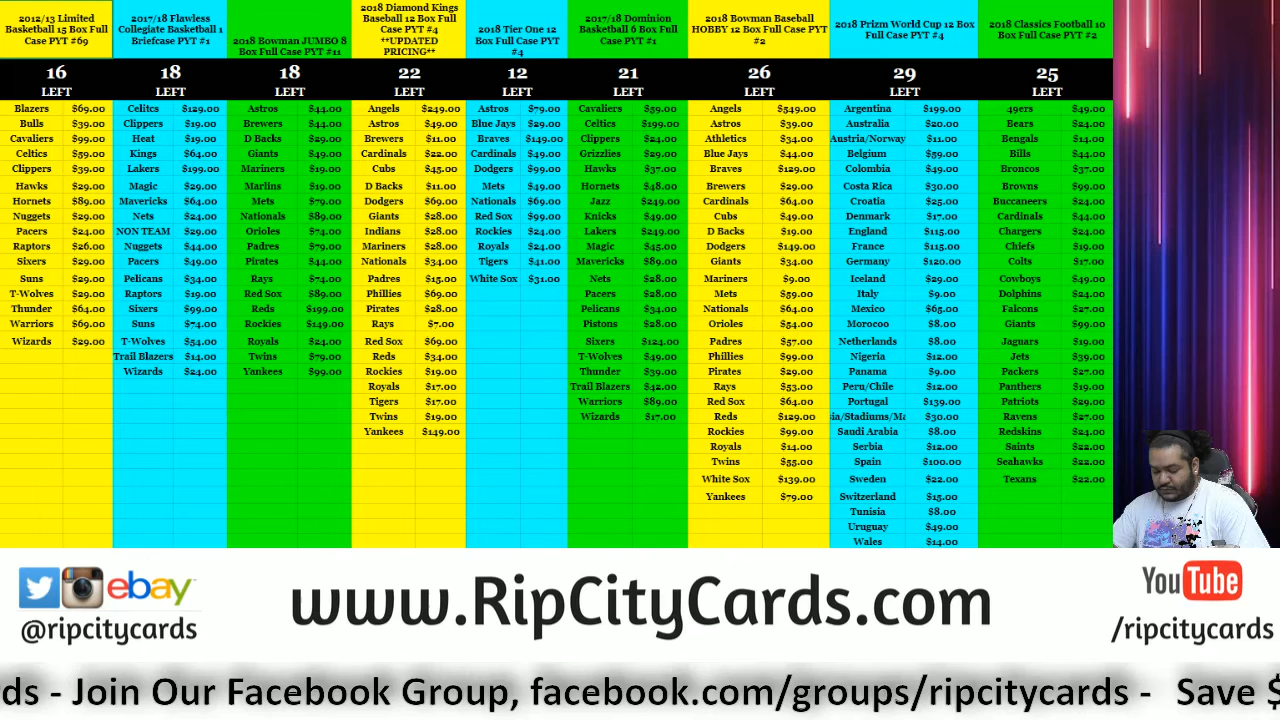 2012/13 Limited
Basketball 15 Box Full
Case PYT #69
16
LEFT
Blazers $69.00
Bulls $39.00
Cavaliers $99.00
Celtics $59.00
Clippers $39.00
Hawks $29.00
Hornets $89.00
Nuggets $29.00
Pacers $24.00
Raptors $26.00
Sixers $29.00
Suns $29.00
T-Wolves $29.00
Thunder $64.00
Warriors $69.00
Wizards $29.00
2017/18 Flawless
Collegiate Basketball 1
Briefcase PYT #1
18
LEFT
Celitcs $129.00
Clippers $19.00
Heat $19.00
Kings $64.00
Lakers $199.00
Magic $29.00
Mavericks $64.00
Nets $24.00
NON TEAM $29.00
Nuggets $44.00
Pacers $49.00
Pelicans $34.00
Raptors $19.00
Sixers $99.00
Suns $74.00
T-Wolves $54.00
Trail Blazers $14.00
Wizards $24.00
2018 Bowman JUMBO 8
Box Full Case PYT #11
18
LEFT
Astros $44.00
Brewers $44.00
D Backs $29.00
Giants $49.00
Mariners $19.00
Marlins $19.00
Mets $79.00
Nationals $89.00
Orioles $74.00
Padres $79.00
Pirates $44.00
Rays $74.00
Red Sox $89.00
Reds $199.00
Rockies $149.00
Royals $24.00
Twins $79.00
Yankees $99.00
2018 Diamond Kings
Baseball 12 Box Full
Case PYT #4
**UPDATED
PRICING**
22
LEFT
Angels $249.00
Astros $49.00
Brewers $11.00
Cardinals $22.00
Cubs $45.00
D Backs $11.00
Dodgers $69.00
Giants $28.00
Indians $28.00
Mariners $28.00
Nationals $34.00
Padres $15.00
Phillies $69.00
Pirates $28.00
Rays $7.00
Red Sox $69.00
Reds $34.00
Rockies $19.00
Royals $17.00
Tigers $17.00
Twins $19.00
Yankees $149.00
2018 Tier One 12
Box Full Case PYT
#4
12
LEFT
Astros $79.00
Blue Jays $29.00
Braves $149.00
Cardinals $49.00
Dodgers $99.00
Mets $49.00
Nationals $69.00
Red Sox $99.00
Rockies $24.00
Royals $24.00
Tigers $41.00
White Sox $31.00
2017/18 Dominion
Basketball 6 Box Full
Case PYT #1
21
LEFT
Cavaliers $59.00
Celtics $199.00
Clippers $24.00
Grizzlies $29.00
Hawks $37.00
Hornets $48.00
Jazz $249.00
Knicks $49.00
Lakers $249.00
Magic $45.00
Mavericks $89.00
Nets $28.00
Pacers $28.00
Pelicans $34.00
Pistons $28.00
Sixers $124.00
T-Wolves $49.00
Thunder $39.00
Trail Blazers $42.00
Warriors $89.00
Wizards $17.00
2018 Bowman Baseball
HOBBY 12 Box Full Case PYT
#2
26
LEFT
Angels $549.00
Astros $39.00
Athletics $34.00
Blue Jays $44.00
Braves $129.00
Brewers $29.00
Cardinals $64.00
Cubs $49.00
D Backs $19.00
Dodgers $149.00
Giants $34.00
Mariners $9.00
Mets $59.00
Nationals $64.00
Orioles $54.00
Padres $57.00
Phillies $99.00
Pirates $29.00
Rays $53.00
Red Sox $64.00
Reds $129.00
Rockies $99.00
Royals $14.00
Twins $55.00
White Sox $139.00
Yankees $79.00
2018 Prizm World Cup 12 Box
Full Case PYT #4
29
LEFT
Argentina $199.00
Australia $20.00
Austria/Norway $11.00
Belgium $59.00
Colombia $49.00
Costa Rica $30.00
Croatia $25.00
Denmark $17.00
England $115.00
France $115.00
Germany $120.00
Iceland $29.00
Italy $9.00
Mexico $65.00
Morocoo $8.00
Netherlands $8.00
Nigeria $12.00
Panama $9.00
Peru/Chile $12.00
Portugal $139.00
ia/Stadiums/Ma $30.00
Saudi Arabia $8.00
Serbia $12.00
Spain $100.00
Sweden $22.00
Switzerland $15.00
Tunisia $8.00
Uruguay $49.00
Wales $14.00
2018 Classics Football 10
Box Full Case PYT #2
25
LEFT
49ers $49.00
Bears $24.00
Bengals $14.00
Bills $44.00
Broncos $37.00
Browns $99.00
Buccaneers $24.00
Cardinals $44.00
Chargers $24.00
Chiefs $19.00
Colts $17.00
Cowboys $49.00
Dolphins $24.00
Falcons $27.00
Giants $99.00
Jaguars $19.00
Jets $39.00
Packers $27.00
Panthers $19.00
Patriots $29.00
Ravens $27.00
Redskins $24.00
Saints $22.00
Seahawks $22.00
Texans $22.00
ebay
@ripcitycards
www.RipCityCards.com
YouTube
/ripcitycards
rds - Join Our Facebook Group, facebook.com/groups/ripcitycards - Save $